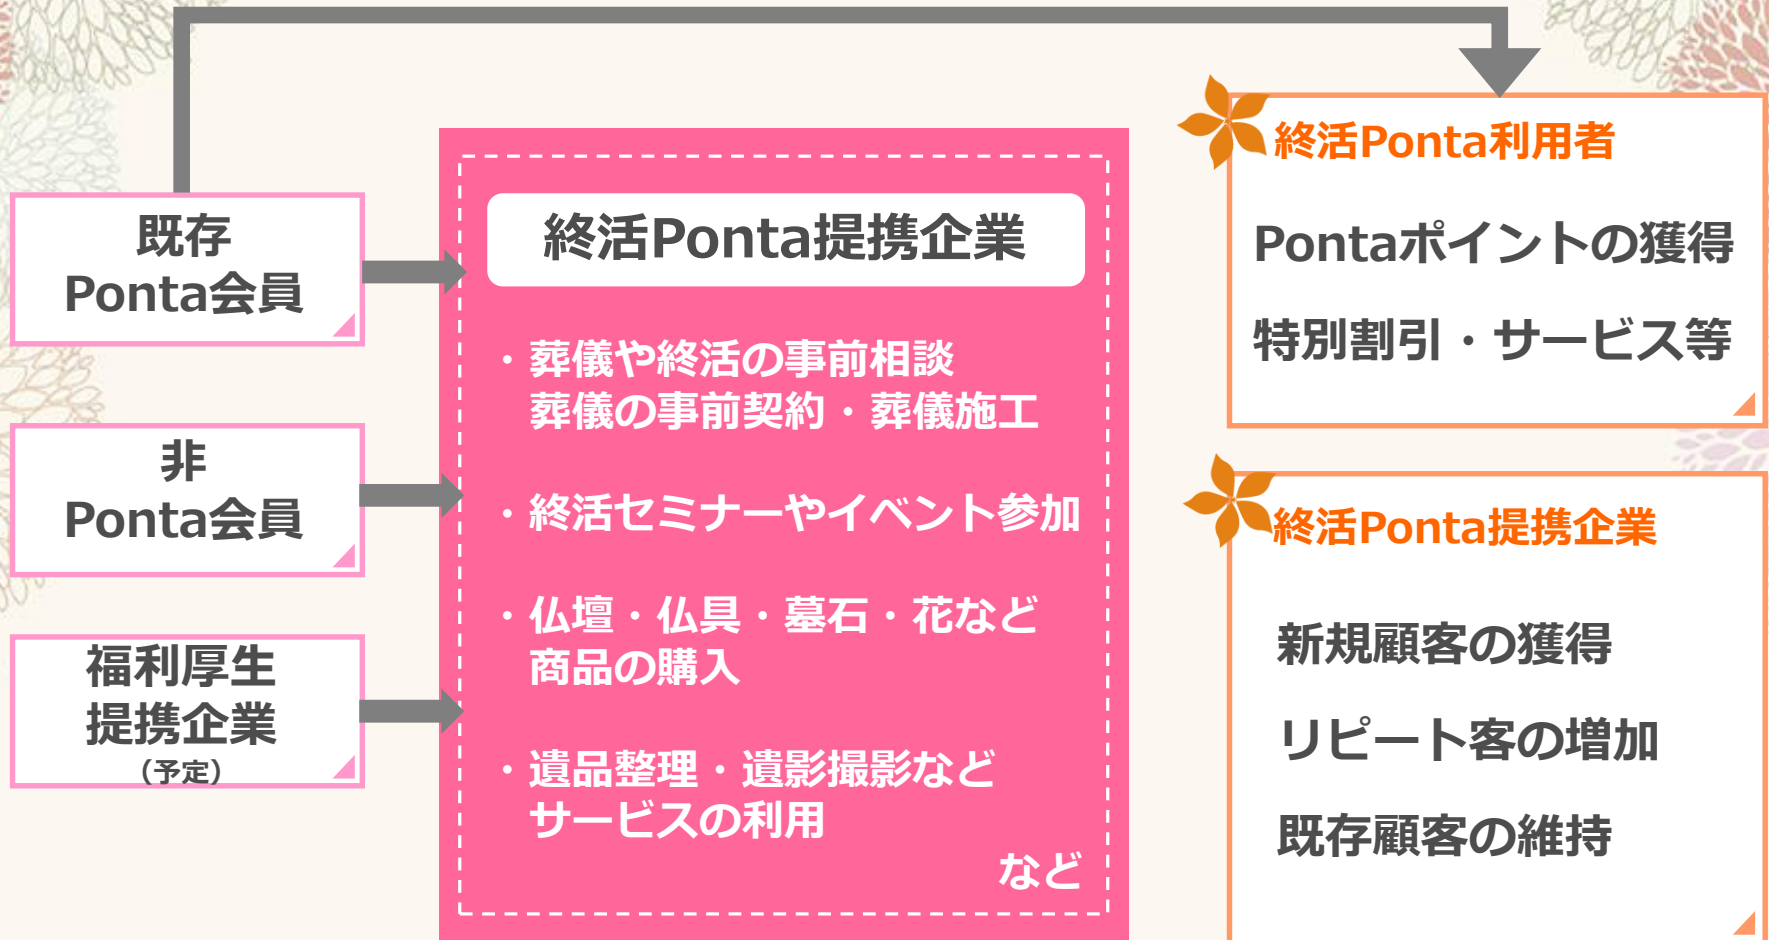 既存
Ponta会員
非
Ponta会員
福利厚生
提携企業
（予定）
終活Ponta提携企業
・葬儀や終活の事前相談
葬儀の事前契約・葬儀施工
・終活セミナーやイベント参加
・仏壇・仏具・墓石・花など
商品の購入
・遺品整理・遺影撮影など
サービスの利用
など
終活Ponta利用者
Pontaポイントの獲得
特別割引・サービス等
終活Ponta提携企業
新規顧客の獲得
リピート客の増加
既存顧客の維持